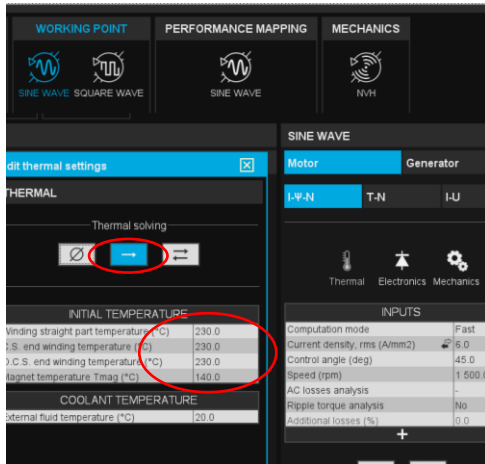 WORKING POINT
PERFORMANCE MAPPING
MECHANICS
SINE WAVE
SQUARE WAVE
SINE WAVE
NVH
dit thermal settings
THERMAL
Thermal solving
INITIAL TEMPERATURE
Winding straight part temperature (°C) 230.0
C.S. end winding temperature (°C) 230.0
O.C.S. end winding temperature (°C) 230.0
Magnet temperature Tmag (°C) 140.0
COOLANT TEMPERATURE
External fluid temperature (°C) 20.0
SINE WAVE
Motor
Generator
I-Ψ-N
T-N
I-U
Thermal
Electronics
Mechanics
INPUTS
Computation mode Fast
Current density, rms (A/mm2) 6.0
Control angle (deg) 45.0
Speed (rpm) 1 500.0
AC losses analysis -
Ripple torque analysis No
Additional losses (%) 0.0